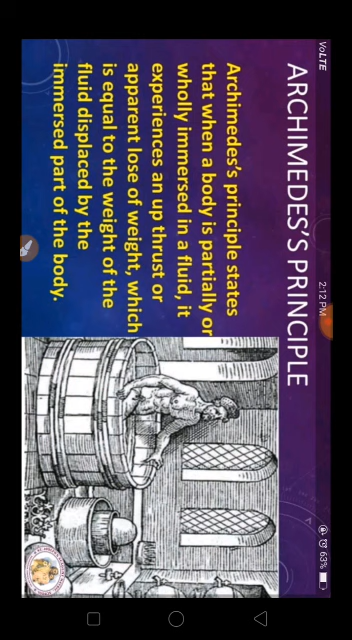 VoLTE
2:12 PM
63%
ARCHIMEDES'S PRINCIPLE
Archimedes's principle states
that when a body is partially or
wholly immersed in a fluid, it
experiences an up thrust or
apparent lose of weight, which
is equal to the weight of the
fluid displaced by the
immersed part of the body.